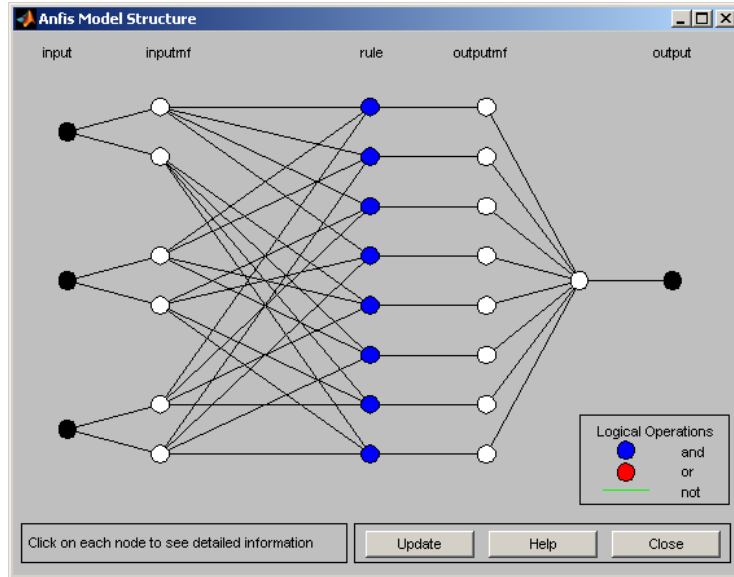 Anfis Model Structure
input inputmf rule outputmf output
Logical Operations
and
or
not
Click on each node to see detailed information
Update Help Close